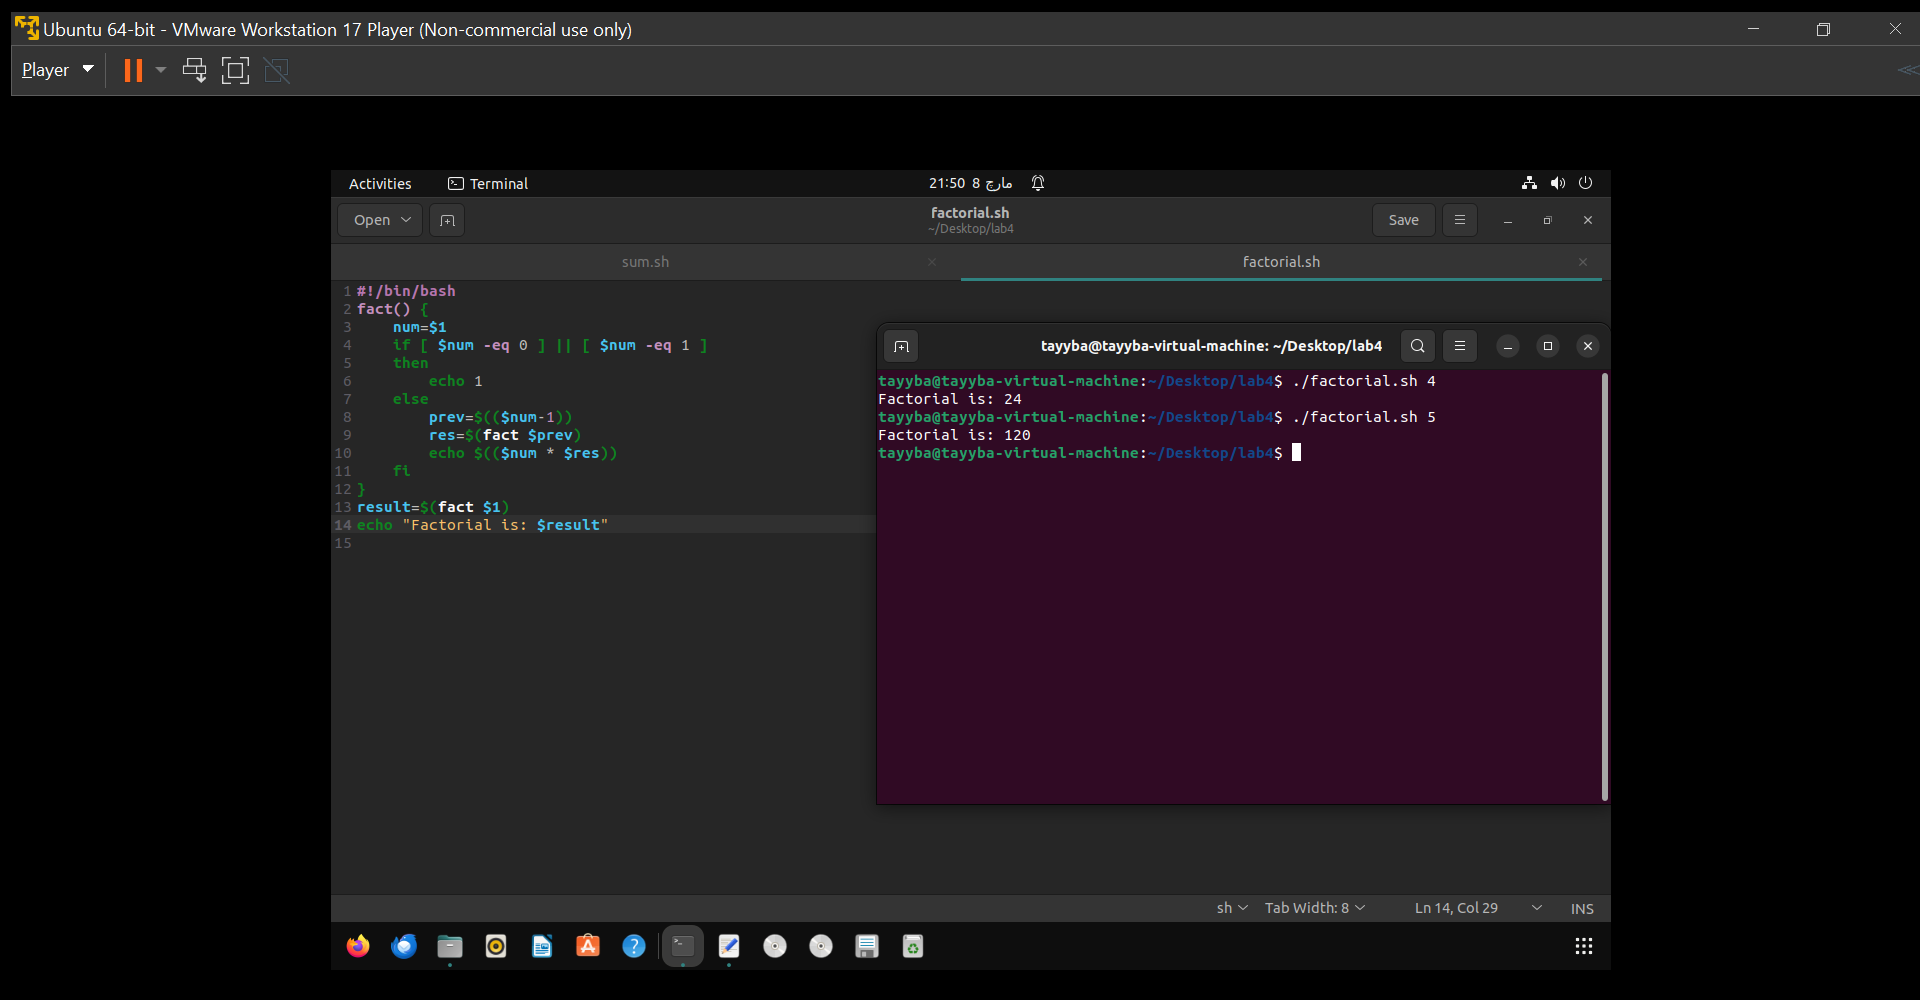 Ubuntu 64-bit - VMware Workstation 17 Player (Non-commercial use only)
Player
Activities
Terminal
21:50 8 مارچ
Open
factorial.sh
~/Desktop/lab4
Save
sum.sh
factorial.sh
1 #!/bin/bash
2 fact() {
3     num=$1
4     if [ $num -eq 0 ] || [ $num -eq 1 ]
5     then
6         echo 1
7     else
8         prev=$(($num-1))
9         res=$(fact $prev)
10         echo $(($num * $res))
11     fi
12 }
13 result=$(fact $1)
14 echo "Factorial is: $result"
15
tayyba@tayyba-virtual-machine: ~/Desktop/lab4
tayyba@tayyba-virtual-machine:~/Desktop/lab4$ ./factorial.sh 4
Factorial is: 24
tayyba@tayyba-virtual-machine:~/Desktop/lab4$ ./factorial.sh 5
Factorial is: 120
tayyba@tayyba-virtual-machine:~/Desktop/lab4$
sh
Tab Width: 8
Ln 14, Col 29
INS